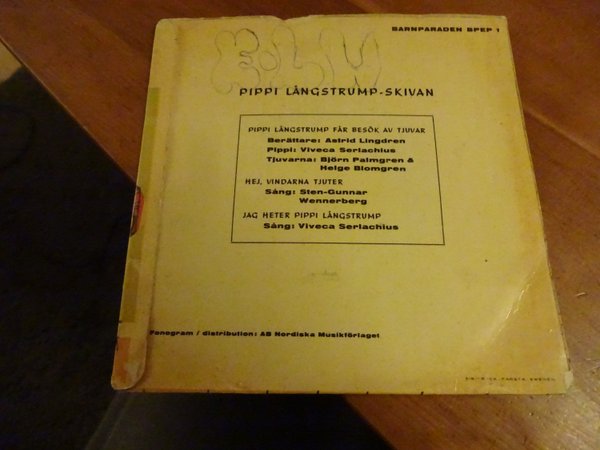 BARNPARADEN BPEP 1
PIPPI LÅNGSTRUMP-SKIVAN
PIPPI LÅNGSTRUMP FÅR BESÖK AV TJUVAR
Berättare: Astrid Lindgren
Pippi: Viveca Serlachius
Tjuvarna: Björn Palmgren &
Helge Blomgren
HEJ, VINDARNA TJUTER
Sång: Sten-Gunnar
Wennerberg
JAG HETER PIPPI LÅNGSTRUMP
Sång: Viveca Serlachius
Fonogram / distribution: AB Nordiska Musikförlaget
FARSTA, SWEDEN